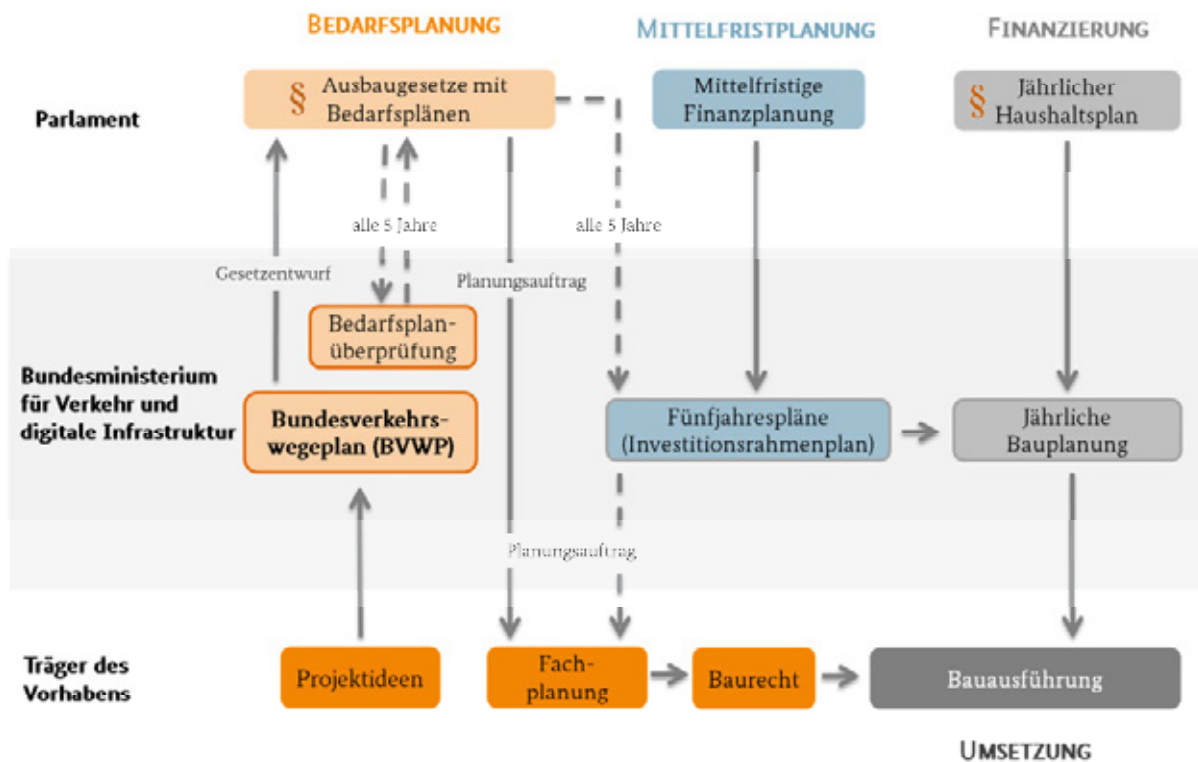 BEDARFSPLANUNG
MITTELFRISTPLANUNG
FINANZIERUNG
Parlament
§ Ausbaugesetze mit
Bedarfsplänen
Mittelfristige
Finanzplanung
§ Jährlicher
Haushaltsplan
alle 5 Jahre
alle 5 Jahre
Gesetzentwurf
Planungsauftrag
Bundesministerium
für Verkehr und
digitale Infrastruktur
Bedarfsplan-
überprüfung
Bundesverkehrs-
wegeplan (BVWP)
Fünfjahrespläne
(Investitionsrahmenplan)
Jährliche
Bauplanung
Planungsauftrag
Träger des
Vorhabens
Projektideen
Fach-
planung
Baurecht
Bauausführung
UMSETZUNG